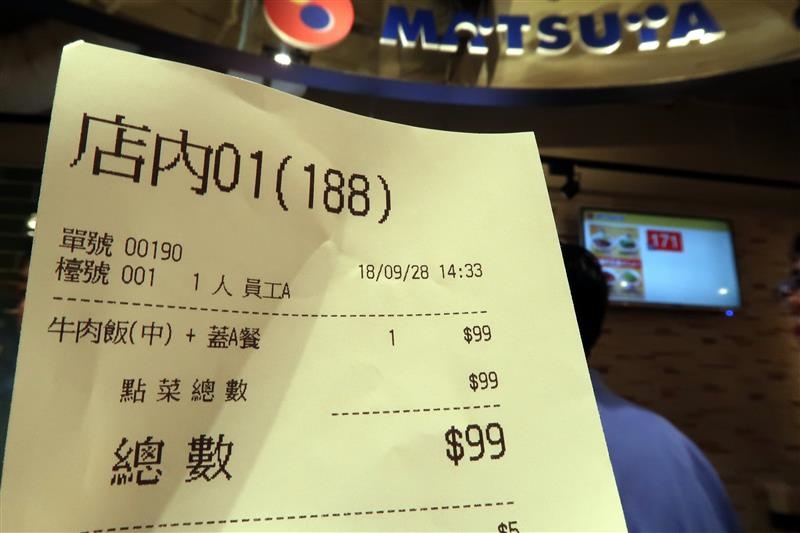 MATSUYA
店內01(188)
單號 00190
檯號 001 1 人 員工A
18/09/28 14:33
牛肉飯(中) + 蓋A餐 1 $99
點菜總數 $99
總數 $99
$5
171